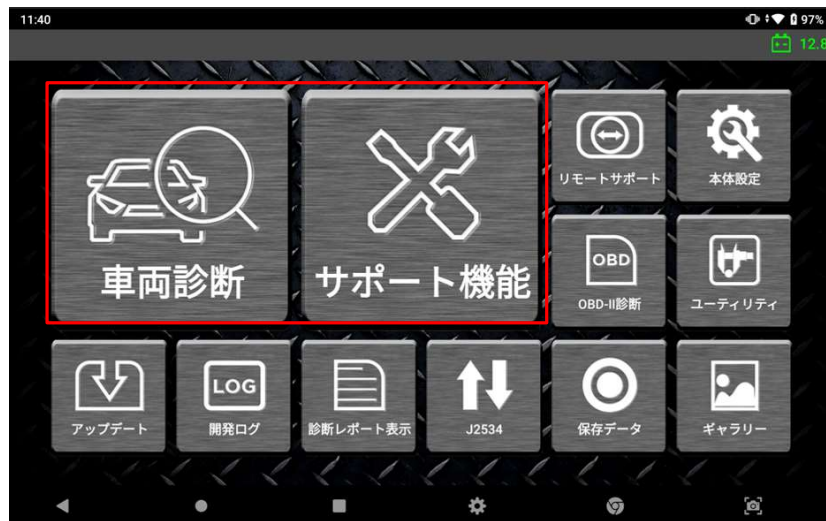 11:40
97%
12.8
車両診断
サポート機能
リモートサポート
本体設定
OBD
OBD-II診断
ユーティリティ
アップデート
LOG
開発ログ
診断レポート表示
J2534
保存データ
ギャラリー